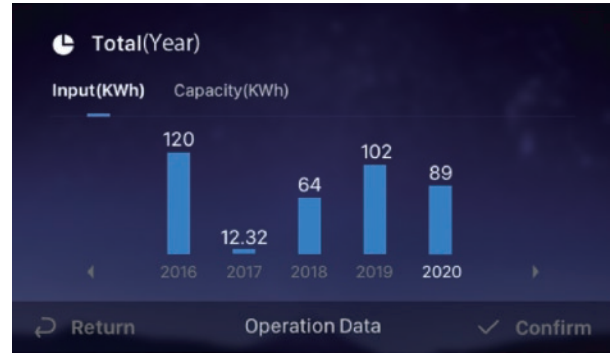 Total(Year)
Input(KWh) Capacity(KWh)
120
102
89
64
12.32
2016 2017 2018 2019 2020
Return Operation Data Confirm